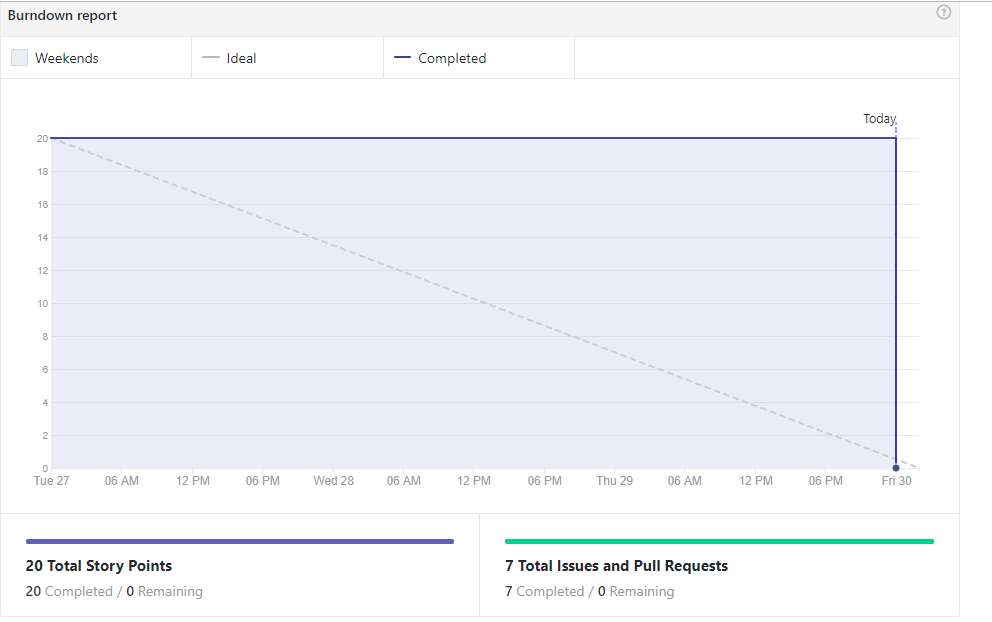 Burndown report
?
Weekends
Ideal
Completed
Today
20
18
16
14
12
10
8
6
4
2
0
Tue 27 06 AM 12 PM 06 PM Wed 28 06 AM 12 PM 06 PM Thu 29 06 AM 12 PM 06 PM Fri 30
20 Total Story Points
20 Completed / 0 Remaining
7 Total Issues and Pull Requests
7 Completed / 0 Remaining